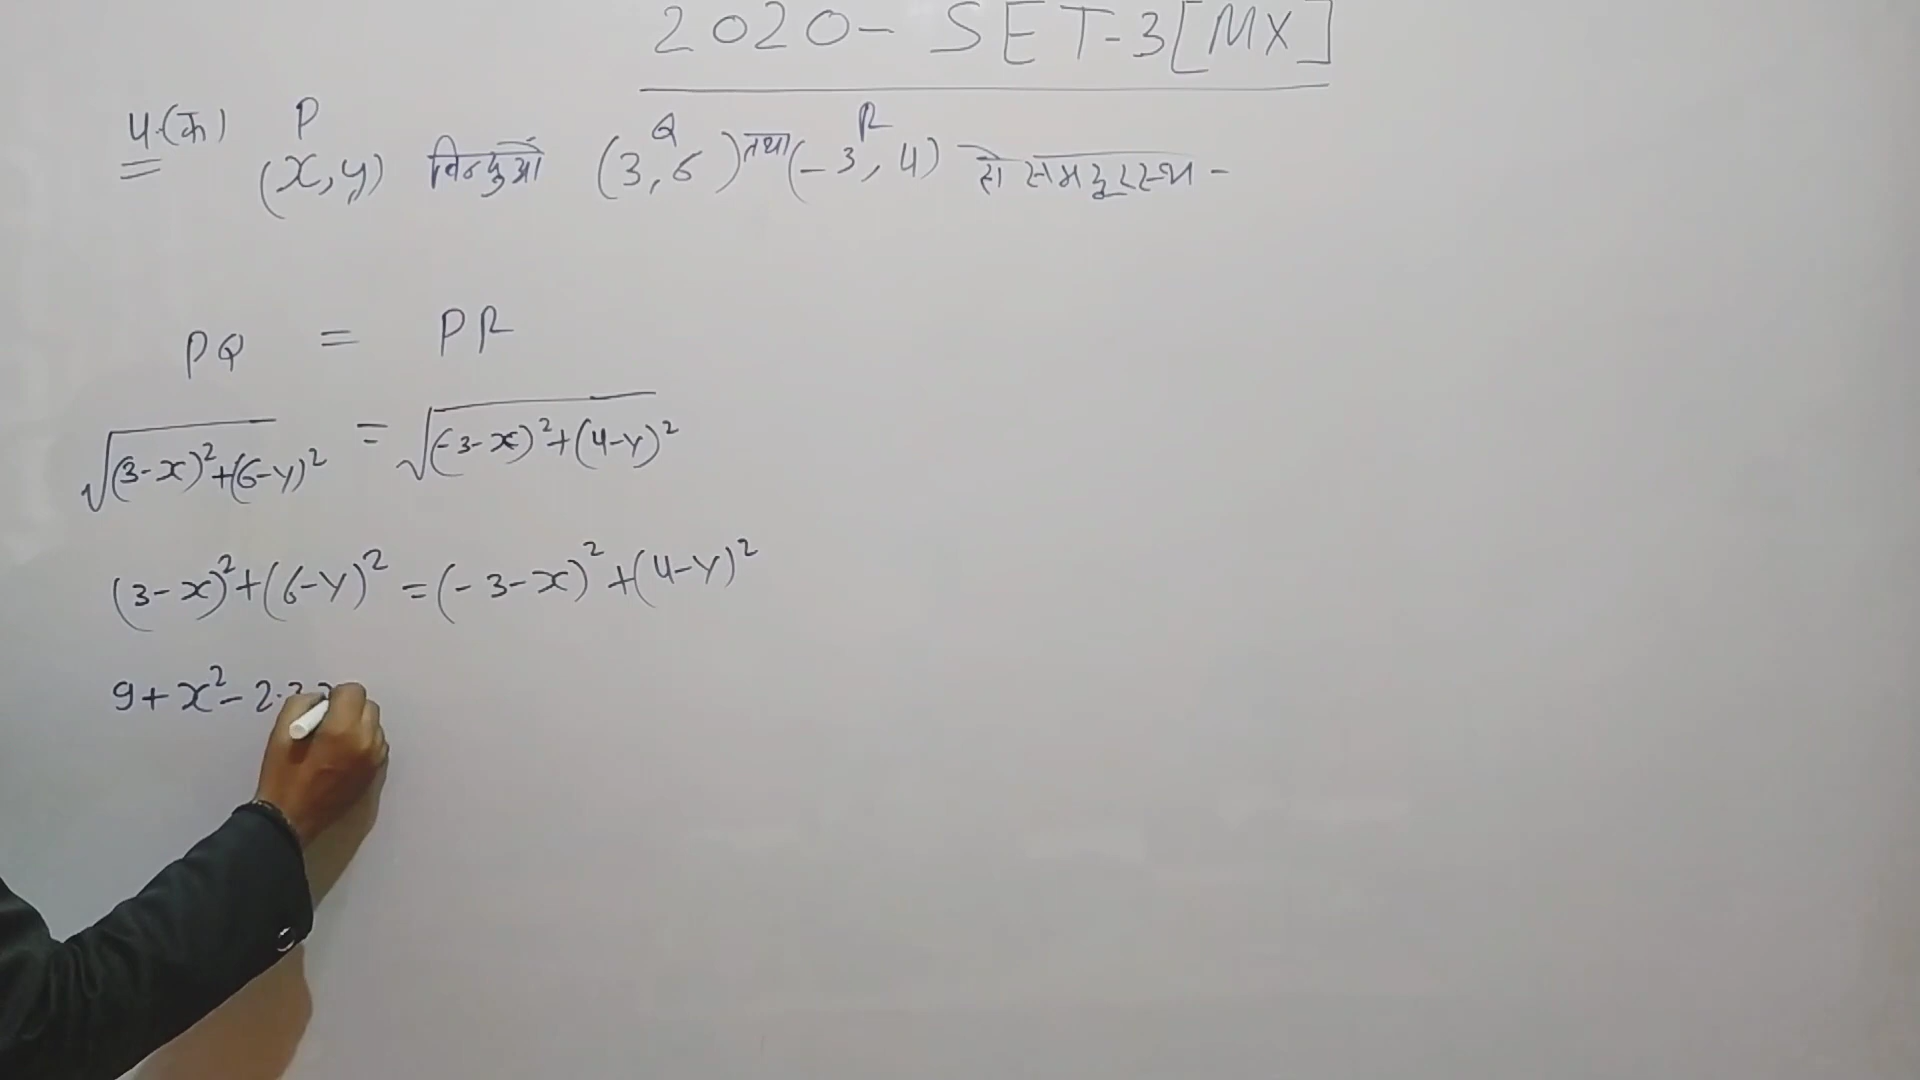 2020- SET-3[MX]
4.(क) P Q R
(x,y) बिन्दुओं (3,6) तथा (-3,4) से समदूरस्थ -
PQ = PR
√(3-x)²+(6-y)² = √(-3-x)²+(4-y)²
(3-x)²+(6-y)² = (-3-x)²+(4-y)²
9+x²-2.3x